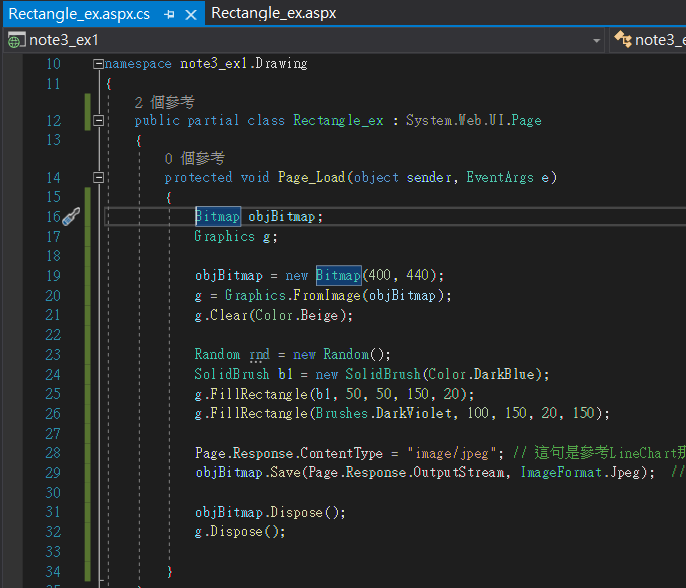 Rectangle_ex.aspx.cs Rectangle_ex.aspx
note3_ex1 note3_e
10 namespace note3_ex1.Drawing
11 {
2 個參考
12 public partial class Rectangle_ex : System.Web.UI.Page
13 {
0 個參考
14 protected void Page_Load(object sender, EventArgs e)
15 {
16 Bitmap objBitmap;
17 Graphics g;
18
19 objBitmap = new Bitmap(400, 440);
20 g = Graphics.FromImage(objBitmap);
21 g.Clear(Color.Beige);
22
23 Random rnd = new Random();
24 SolidBrush b1 = new SolidBrush(Color.DarkBlue);
25 g.FillRectangle(b1, 50, 50, 150, 20);
26 g.FillRectangle(Brushes.DarkViolet, 100, 150, 20, 150);
27
28 Page.Response.ContentType = "image/jpeg"; // 這句是參考LineChart那
29 objBitmap.Save(Page.Response.OutputStream, ImageFormat.Jpeg); //
30
31 objBitmap.Dispose();
32 g.Dispose();
33
34 }
35 }